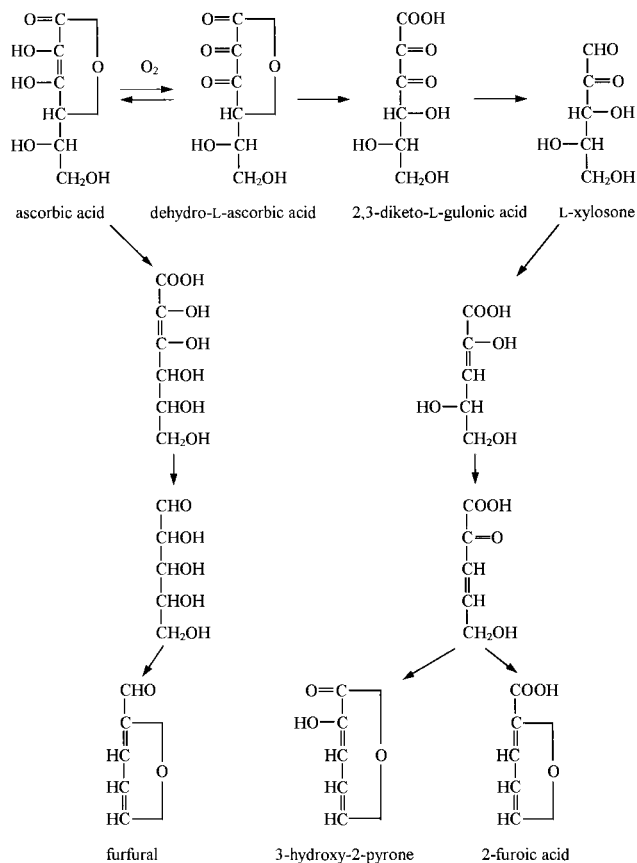 O=C
HO—C
HO—C
HC
HO—CH
CH₂OH
O
ascorbic acid
O₂
O=C
O=C
O=C
HC
HO—CH
CH₂OH
O
dehydro-L-ascorbic acid
COOH
C=O
C=O
HC—OH
HO—CH
CH₂OH
2,3-diketo-L-gulonic acid
CHO
C=O
HC—OH
HO—CH
CH₂OH
L-xylosone
COOH
C—OH
C—OH
CHOH
CHOH
CH₂OH
COOH
C—OH
CH
HO—CH
CH₂OH
CHO
CHOH
CHOH
CHOH
CH₂OH
COOH
C=O
CH
CH
CH₂OH
CHO
C
HC
HC
HC
O
furfural
O=C
HO—C
HC
HC
HC
O
3-hydroxy-2-pyrone
COOH
C
HC
HC
HC
O
2-furoic acid